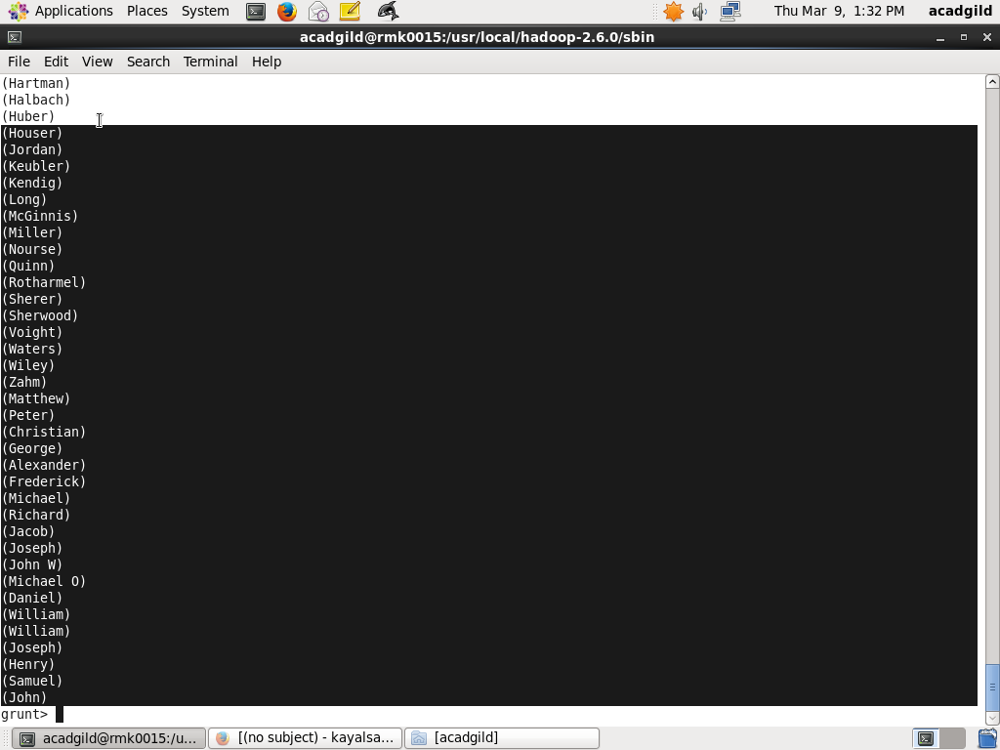 Applications Places System Thu Mar 9, 1:32 PM acadgild
acadgild@rmk0015:/usr/local/hadoop-2.6.0/sbin
File Edit View Search Terminal Help
(Hartman)
(Halbach)
(Huber)
(Houser)
(Jordan)
(Keubler)
(Kendig)
(Long)
(McGinnis)
(Miller)
(Nourse)
(Quinn)
(Rotharmel)
(Sherer)
(Sherwood)
(Voight)
(Waters)
(Wiley)
(Zahm)
(Matthew)
(Peter)
(Christian)
(George)
(Alexander)
(Frederick)
(Michael)
(Richard)
(Jacob)
(Joseph)
(John W)
(Michael O)
(Daniel)
(William)
(William)
(Joseph)
(Henry)
(Samuel)
(John)
grunt>
acadgild@rmk0015:/u... [(no subject) - kayalsa... [acadgild]